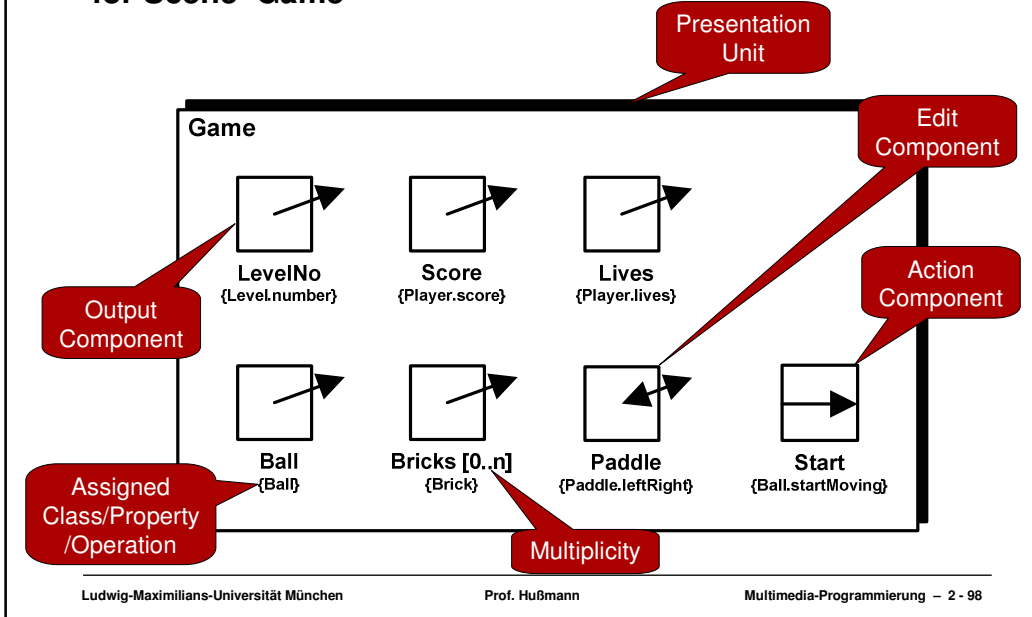 for Scene "Game"
Presentation
Unit
Game
Edit
Component
LevelNo
{Level.number}
Score
{Player.score}
Lives
{Player.lives}
Action
Component
Output
Component
Ball
{Ball}
Bricks [0..n]
{Brick}
Paddle
{Paddle.leftRight}
Start
{Ball.startMoving}
Assigned
Class/Property
/Operation
Multiplicity
Ludwig-Maximilians-Universität München
Prof. Hußmann
Multimedia-Programmierung – 2 - 98